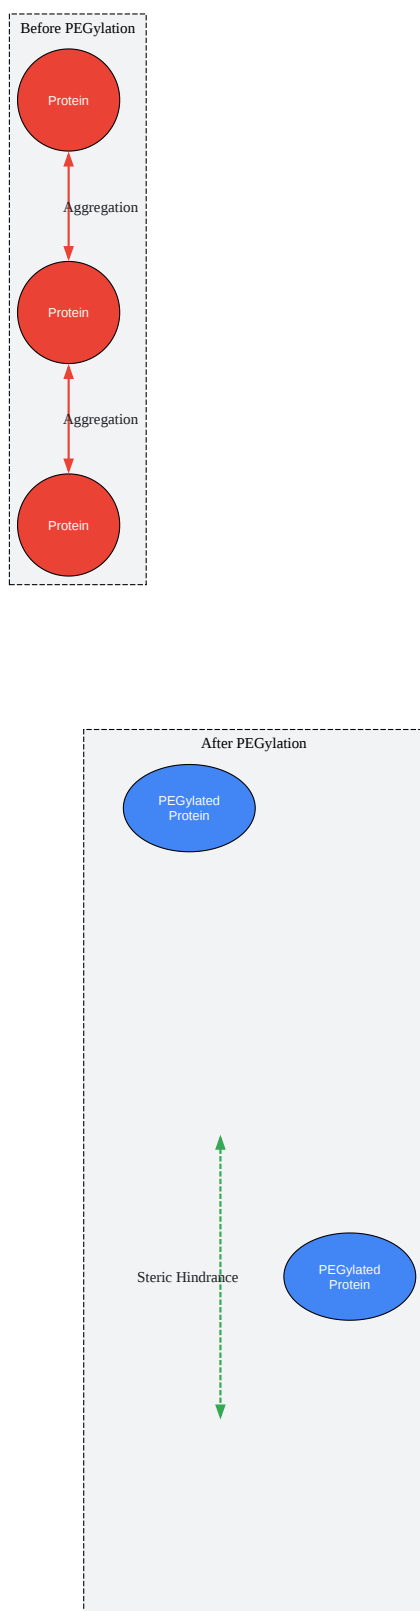 Before PEGylation
Protein
Aggregation
Protein
Aggregation
Protein
After PEGylation
PEGylated
Protein
Steric Hindrance
PEGylated
Protein